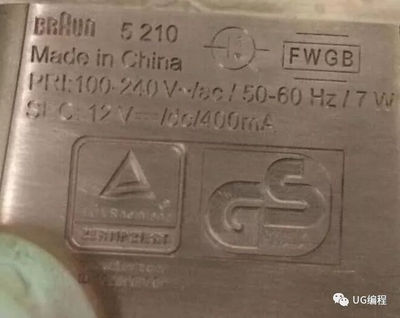 BRAUN 5 210
FWGB
Made in China
PRI:100-240 V~/ac / 50-60 Hz / 7 W
SEC: 12 V⎓/dc/400mA
GS
UG编程